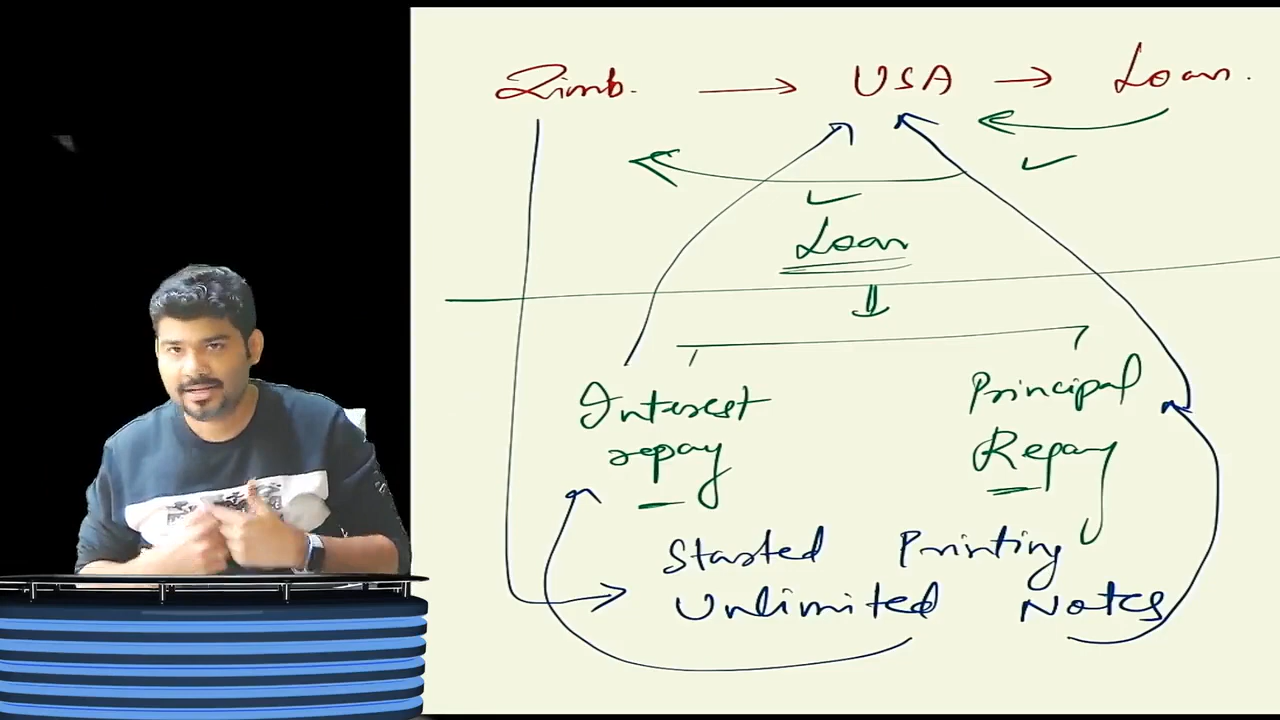 Zimb. → USA → Loan.
Loan
Interest
repay
Principal
Repay
Started Printing
Unlimited Notes